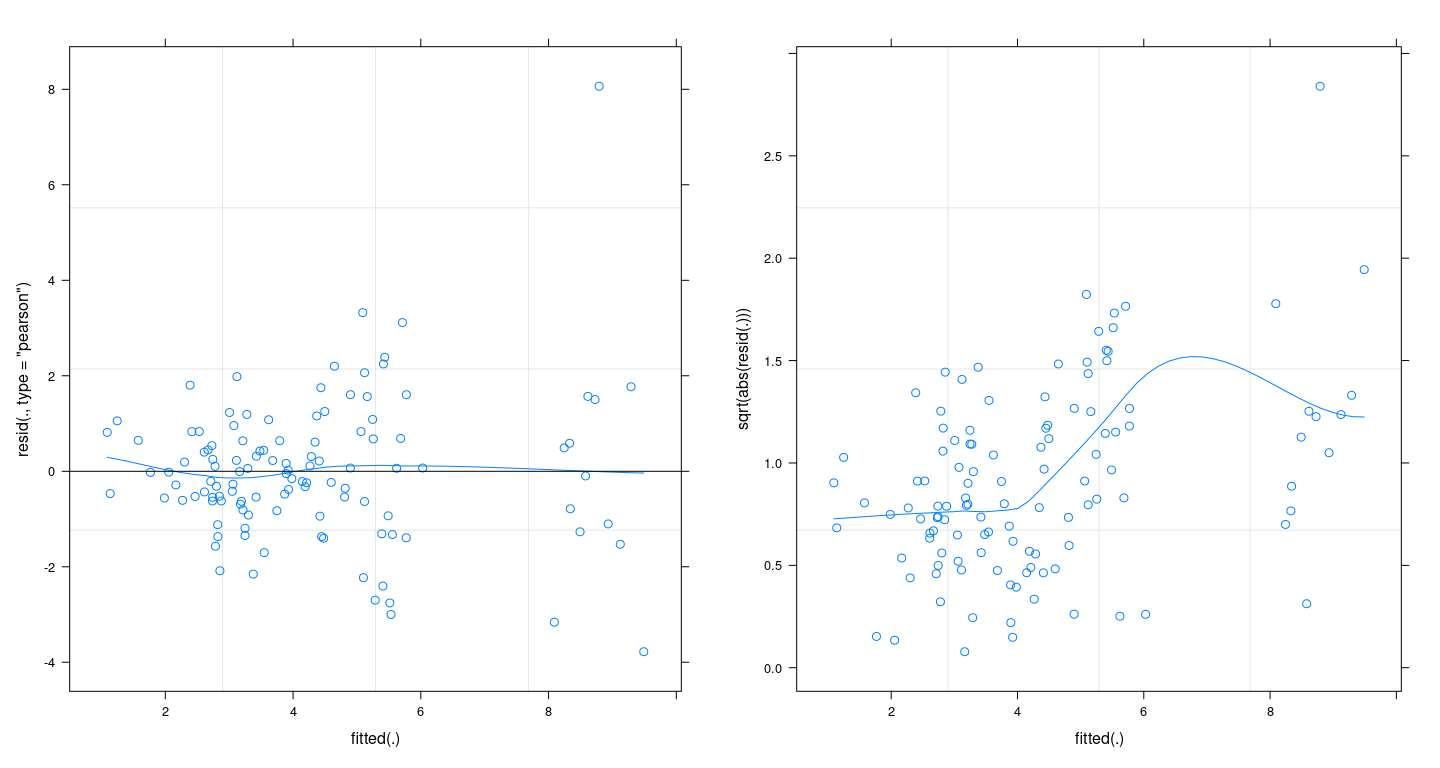 resid(., type = "pearson")
8
6
4
2
0
-2
-4
2 4 6 8
fitted(.)
sqrt(abs(resid(.)))
2.5
2.0
1.5
1.0
0.5
0.0
2 4 6 8
fitted(.)